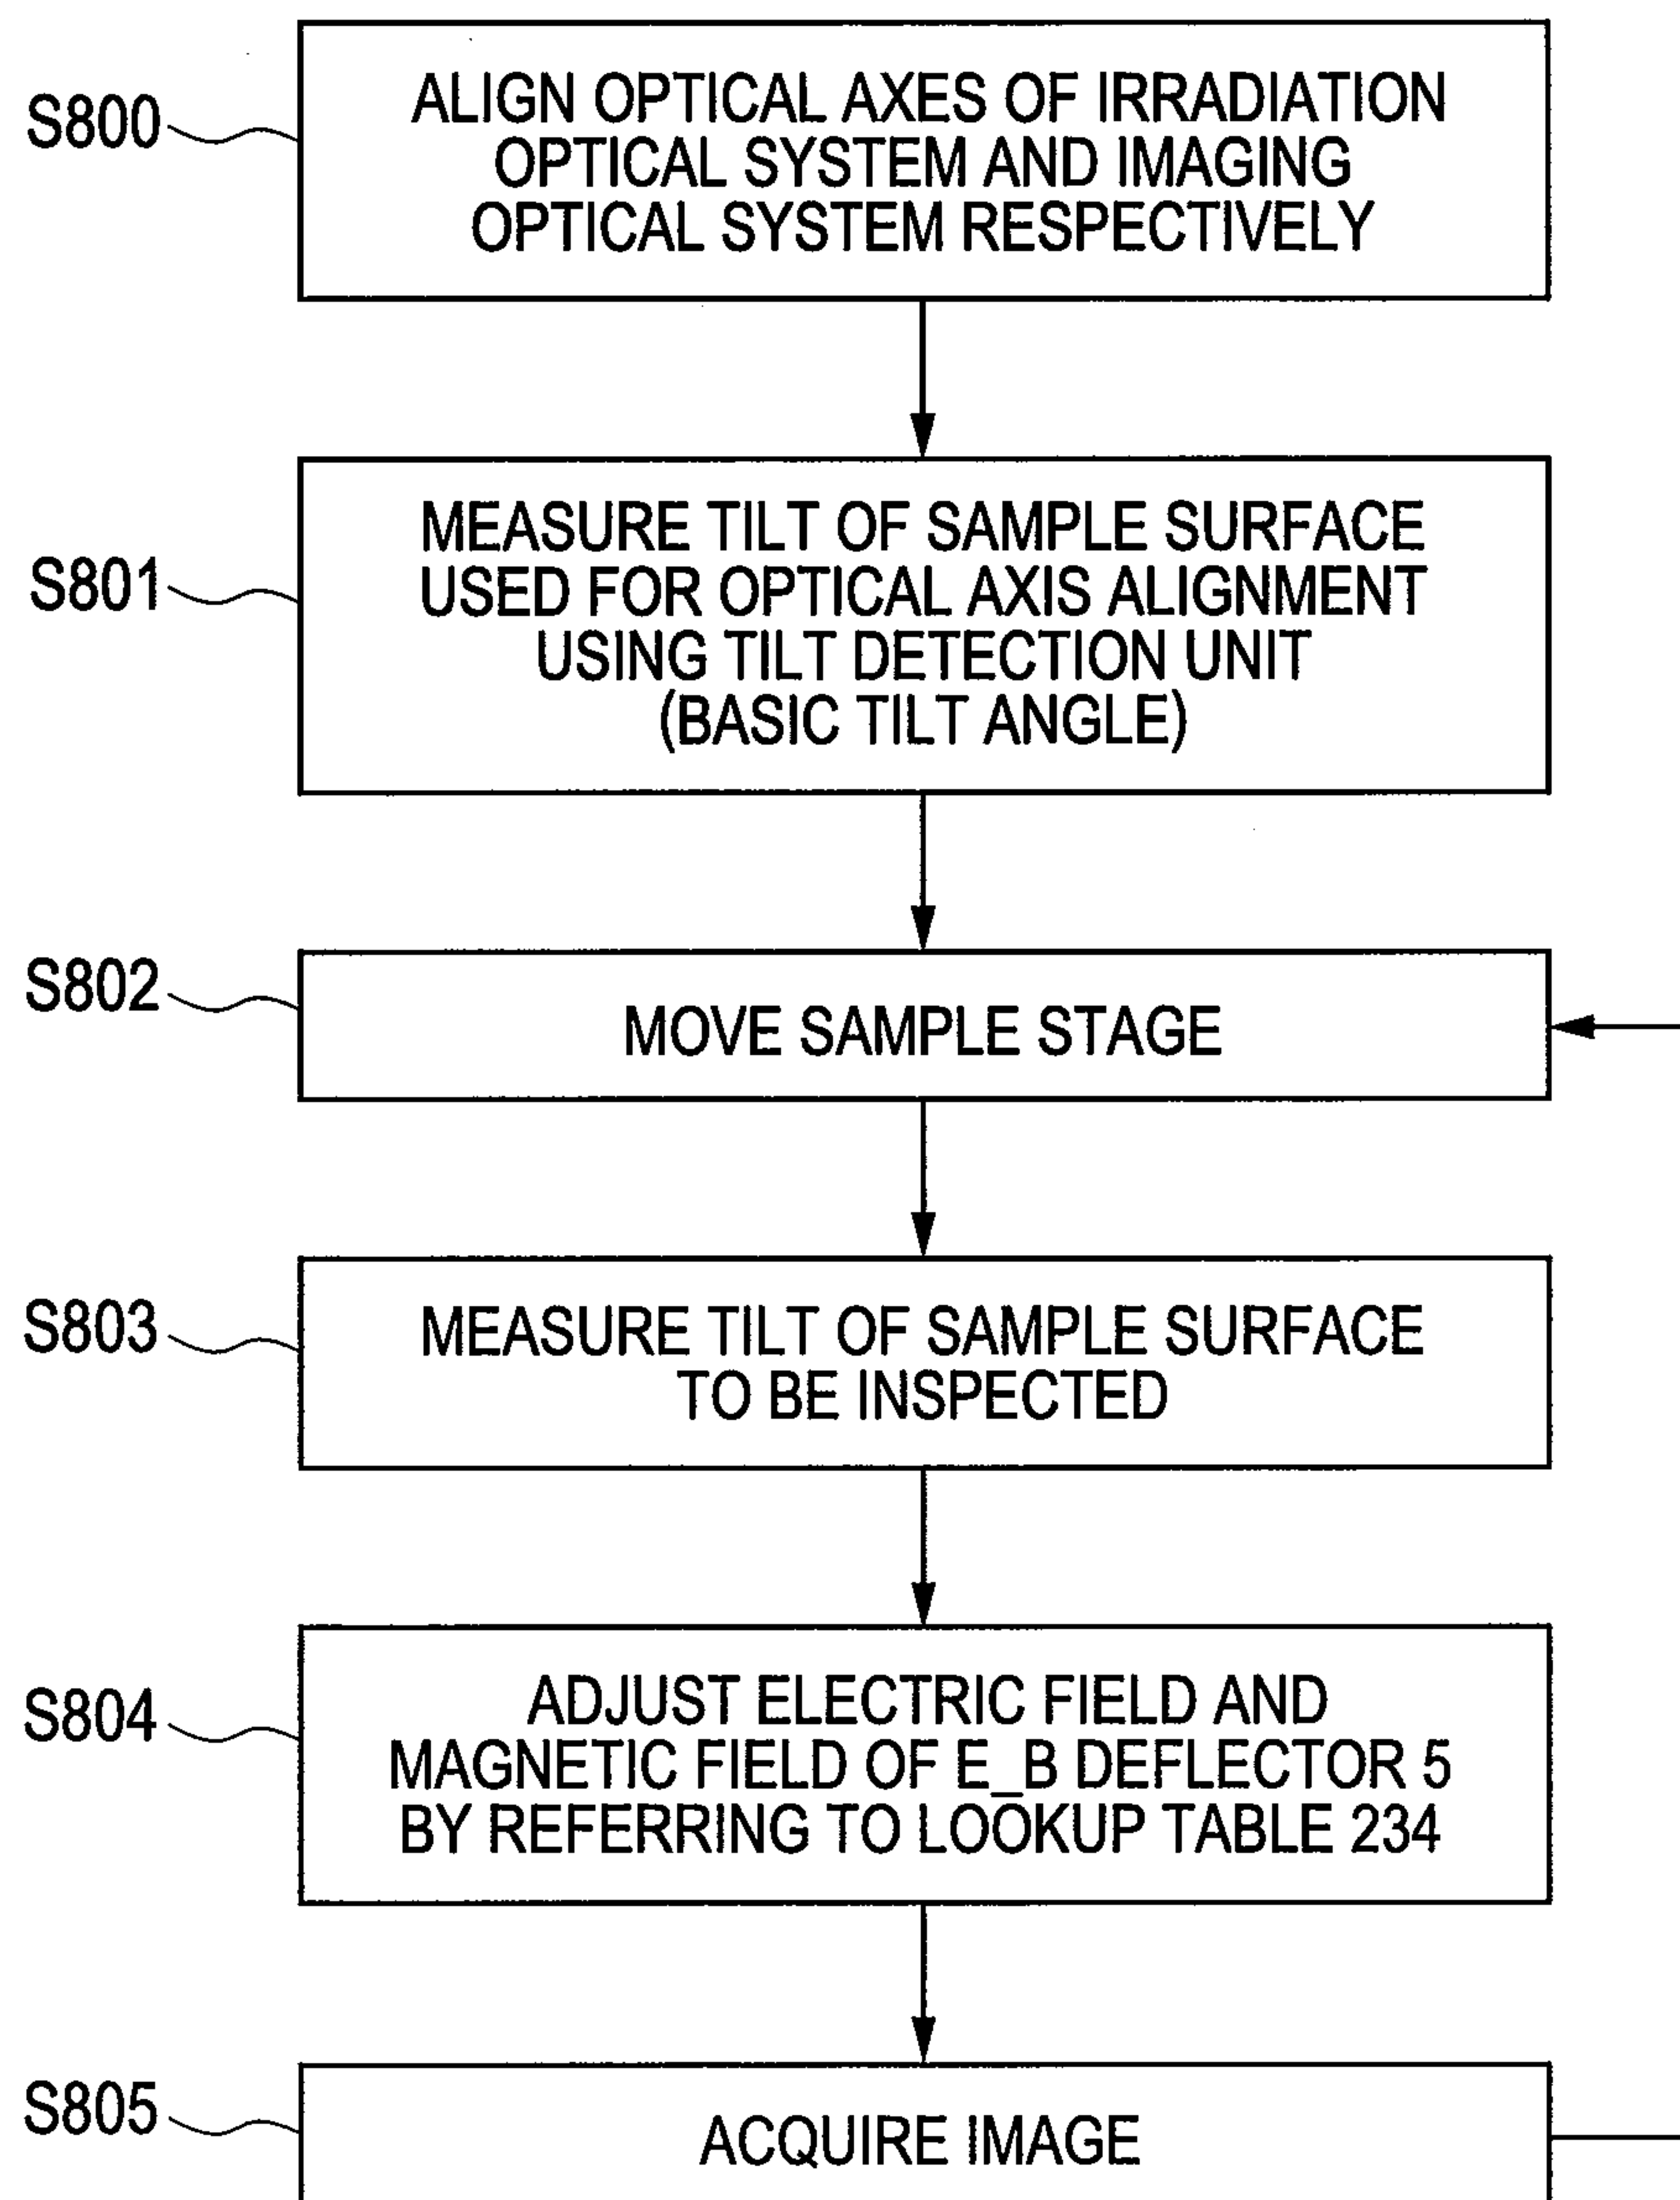 S800
ALIGN OPTICAL AXES OF IRRADIATION
OPTICAL SYSTEM AND IMAGING
OPTICAL SYSTEM RESPECTIVELY
S801
MEASURE TILT OF SAMPLE SURFACE
USED FOR OPTICAL AXIS ALIGNMENT
USING TILT DETECTION UNIT
(BASIC TILT ANGLE)
S802
MOVE SAMPLE STAGE
S803
MEASURE TILT OF SAMPLE SURFACE
TO BE INSPECTED
S804
ADJUST ELECTRIC FIELD AND
MAGNETIC FIELD OF E_B DEFLECTOR 5
BY REFERRING TO LOOKUP TABLE 234
S805
ACQUIRE IMAGE